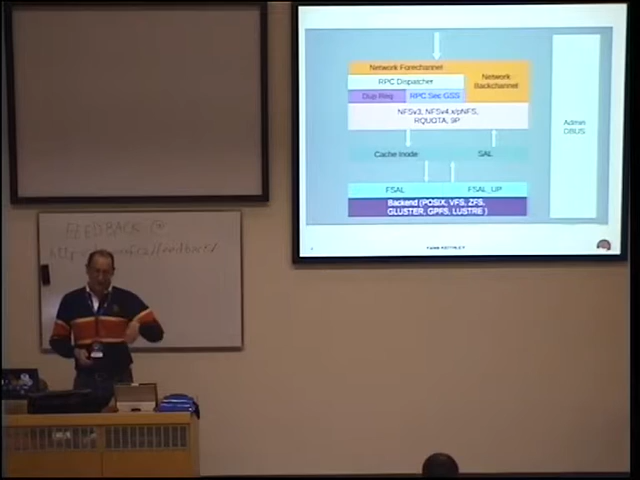 Network Forechannel
Network
Backchannel
RPC Dispatcher
Dup Req
RPC Sec GSS
NFSv3, NFSv4.x/pNFS,
RQUOTA, 9P
Admin
DBUS
Cache Inode
SAL
FSAL
FSAL_UP
Backend (POSIX, VFS, ZFS,
GLUSTER, GPFS, LUSTRE )
FEEDBACK @